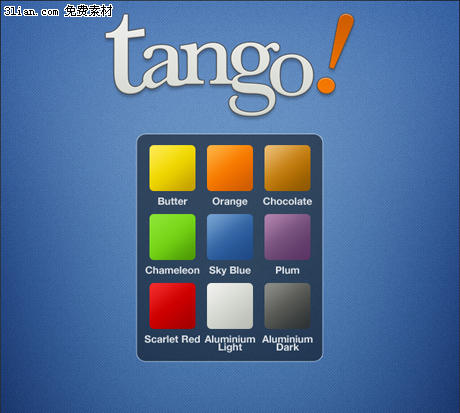 3lian.com 免费素材
tango!
Butter Orange Chocolate
Chameleon Sky Blue Plum
Scarlet Red Aluminium Aluminium
Light Dark